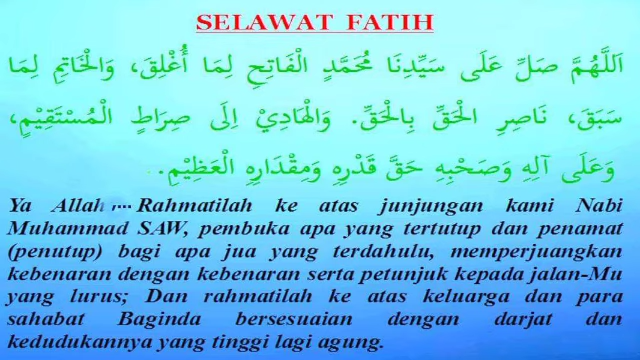 SELAWAT FATIH
اَللَّهُمَّ صَلِّ عَلَى سَيِّدِنَا مُحَمَّدٍ الْفَاتِحِ لِمَا أُغْلِقَ، وَالْخَاتِمِ لِمَا
سَبَقَ، نَاصِرِ الْحَقِّ بِالْحَقِّ. وَالْهَادِيْ اِلَى صِرَاطٍ الْمُسْتَقِيْمٍ،
وَعَلَى آلِهِ وَصَحْبِهِ حَقَّ قَدْرِهِ وَمِقْدَارِهِ الْعَظِيْمِ..
Ya Allah .... Rahmatilah ke atas junjungan kami Nabi
Muhammad SAW, pembuka apa yang tertutup dan penamat
(penutup) bagi apa jua yang terdahulu, memperjuangkan
kebenaran dengan kebenaran serta petunjuk kepada jalan-Mu
yang lurus; Dan rahmatilah ke atas keluarga dan para
sahabat Baginda bersesuaian dengan darjat dan
kedudukannya yang tinggi lagi agung.